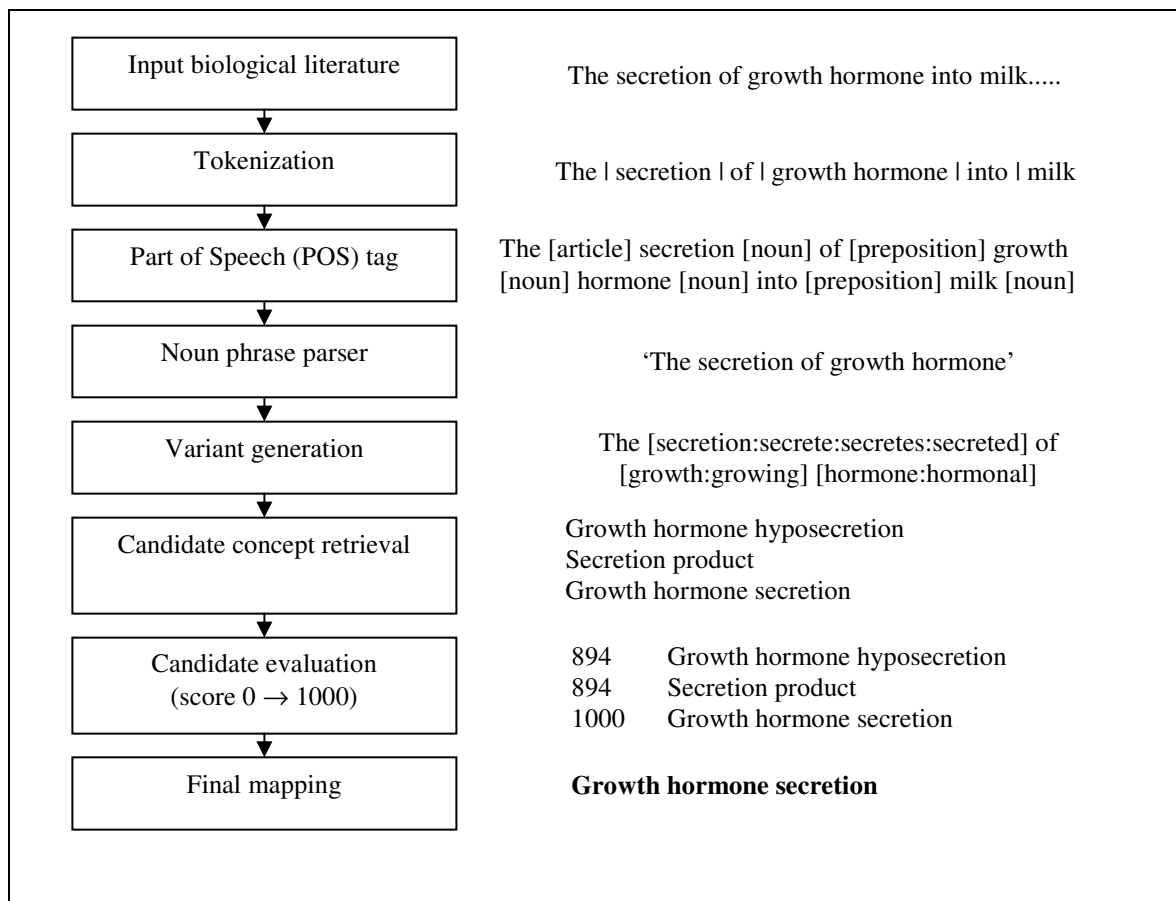 Input biological literature
The secretion of growth hormone into milk.....
Tokenization
The | secretion | of | growth hormone | into | milk
Part of Speech (POS) tag
The [article] secretion [noun] of [preposition] growth
[noun] hormone [noun] into [preposition] milk [noun]
Noun phrase parser
‘The secretion of growth hormone’
Variant generation
The [secretion:secrete:secretes:secreted] of
[growth:growing] [hormone:hormonal]
Candidate concept retrieval
Growth hormone hyposecretion
Secretion product
Growth hormone secretion
Candidate evaluation
(score 0 → 1000)
894 Growth hormone hyposecretion
894 Secretion product
1000 Growth hormone secretion
Final mapping
Growth hormone secretion